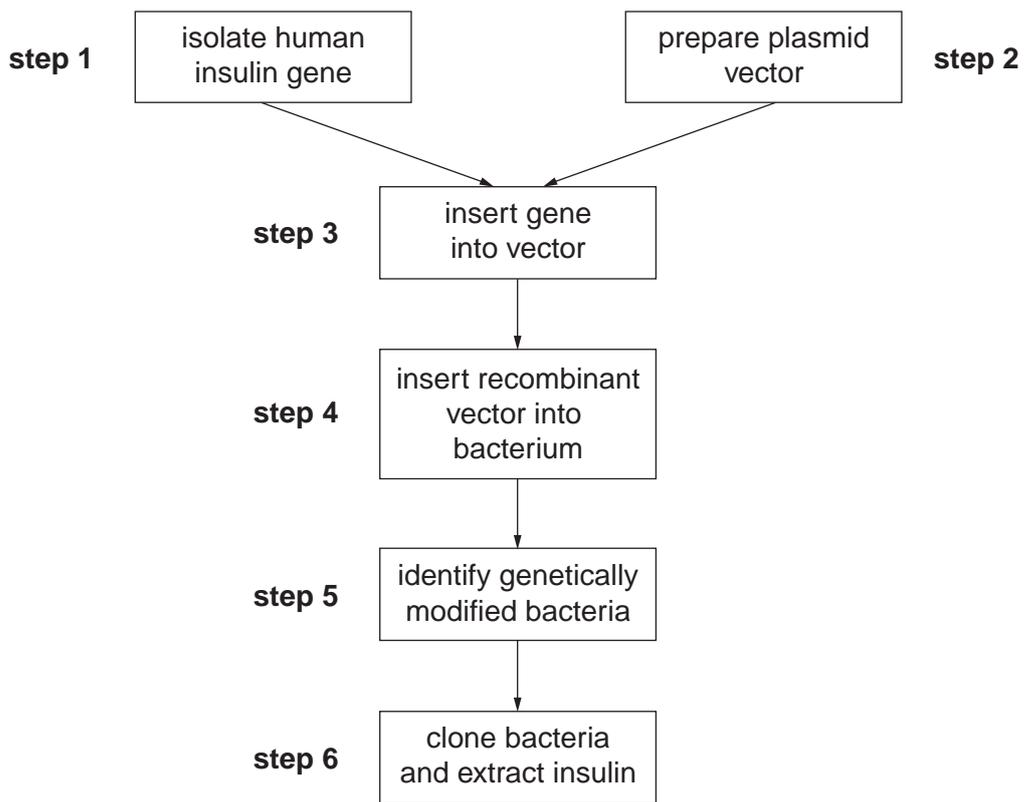 step 1
isolate human
insulin gene
prepare plasmid
vector
step 2
step 3
insert gene
into vector
step 4
insert recombinant
vector into
bacterium
step 5
identify genetically
modified bacteria
step 6
clone bacteria
and extract insulin